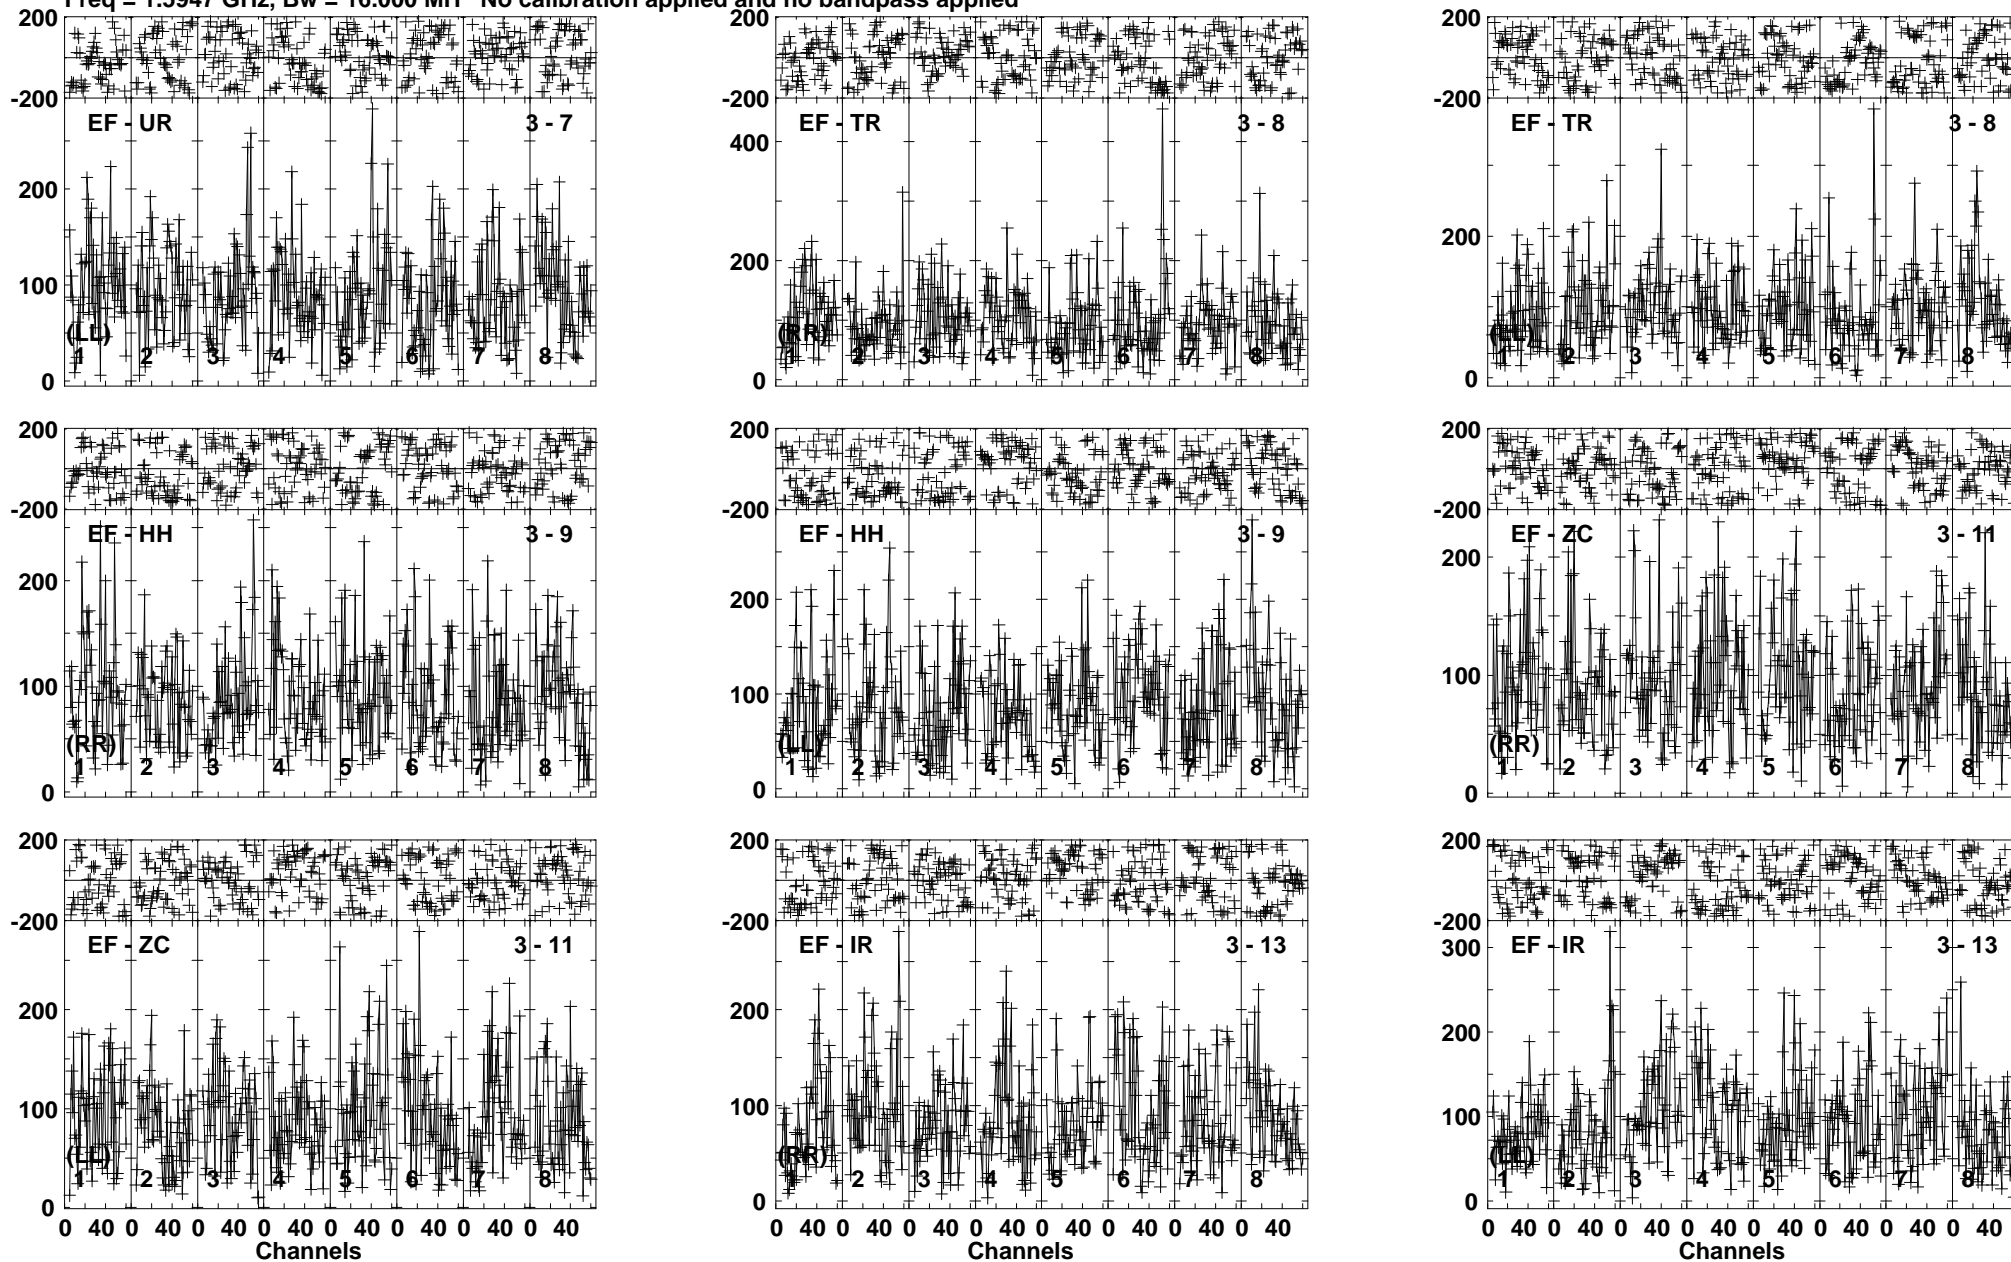 Freq = 1.5947 GHz, Bw = 16.000 MH No calibration applied and no bandpass applied
200 200 200
-200 -200 -200
EF - UR 3 - 7 EF - TR 3 - 8 EF - TR 3 - 8
400
200 200 200
100
(LL) (RR) (LL)
1 2 3 4 5 6 7 8 1 2 3 4 5 6 7 8 1 2 3 4 5 6 7 8
0 0 0
200 200 200
-200 -200 -200
EF - HH 3 - 9 EF - HH 3 - 9 EF - ZC 3 - 11
200 200 200
100 100 100
(RR) (LL) (RR)
1 2 3 4 5 6 7 8 1 2 3 4 5 6 7 8 1 2 3 4 5 6 7 8
0 0 0
200 200 200
-200 -200 -200
EF - ZC 3 - 11 EF - IR 3 - 13 EF - IR 3 - 13
300
200 200 200
100 100 100
(LL) (RR) (LL)
1 2 3 4 5 6 7 8 1 2 3 4 5 6 7 8 1 2 3 4 5 6 7 8
0 0 0
0 40 0 40 0 40 0 40 0 40 0 40 0 40 0 40 0 40 0 40 0 40 0 40 0 40 0 40 0 40 0 40 0 40 0 40 0 40 0 40 0 40 0 40 0 40 0 40
Channels Channels Channels